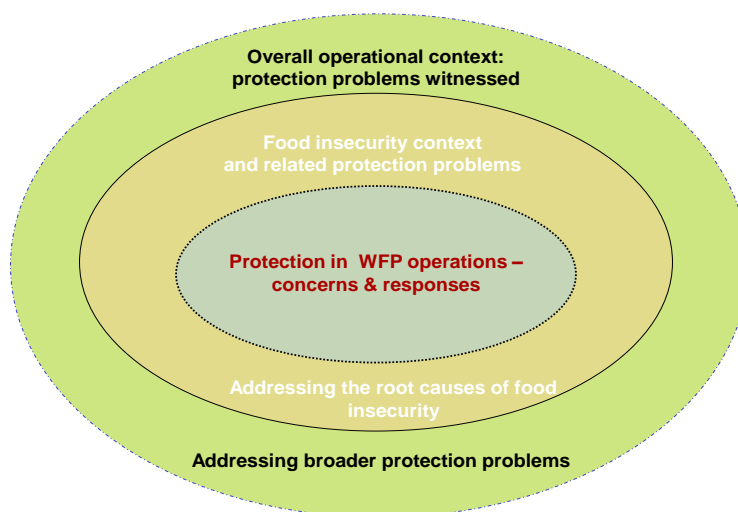 Overall operational context:
protection problems witnessed
Food insecurity context
and related protection problems
Protection in WFP operations –
concerns & responses
Addressing the root causes of food
insecurity
Addressing broader protection problems